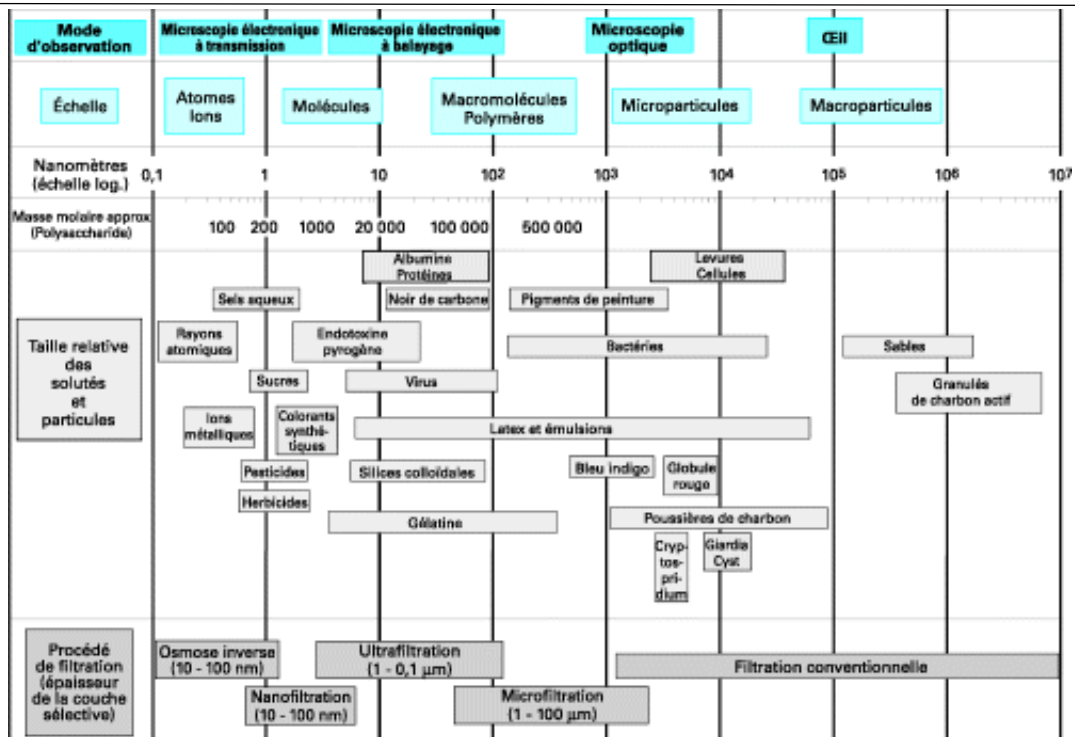 Mode
d'observation
Microscopie électronique
à transmission
Microscopie électronique
à balayage
Microscopie
optique
Œil
Échelle
Atomes
Ions
Molécules
Macromolécules
Polymères
Microparticules
Macroparticules
Nanomètres
(échelle log.)
0,1 1 10 10² 10³ 10⁴ 10⁵ 10⁶ 10⁷
Masse molaire approx
(Polysaccharide)
100 200 1000 20 000 100 000 500 000
Taille relative
des
solutés
et
particules
Albumine
Protéines
Levures
Cellules
Sels aqueux
Noir de carbone
Pigments de peinture
Rayons
atomiques
Endotoxine
pyrogène
Bactéries
Sables
Sucres
Virus
Granulés
de charbon actif
Ions
métalliques
Colorants
synthé-
tiques
Latex et émulsions
Pesticides
Silices colloïdales
Bleu indigo
Globule
rouge
Herbicides
Gélatine
Poussières de charbon
Cryp-
tos-
pri-
dium
Giardia
Cyst
Procédé
de filtration
(épaisseur
de la couche
sélective)
Osmose inverse
(10 - 100 nm)
Ultrafiltration
(1 - 0,1 µm)
Filtration conventionnelle
Nanofiltration
(10 - 100 nm)
Microfiltration
(1 - 100 µm)